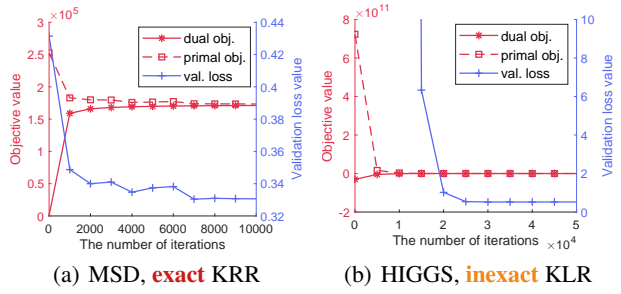 3 ×10^5
2.5
2
1.5
1
0.5
0
Objective value
dual obj.
primal obj.
val. loss
0.44
0.42
0.40
0.38
0.36
0.34
0.32
Validation loss value
0 2000 4000 6000 8000 10000
The number of iterations
(a) MSD, exact KRR
8 ×10^11
6
4
2
0
-2
Objective value
dual obj.
primal obj.
val. loss
10
8
6
4
2
0
Validation loss value
0 1 2 3 4 5
×10^4
The number of iterations
(b) HIGGS, inexact KLR